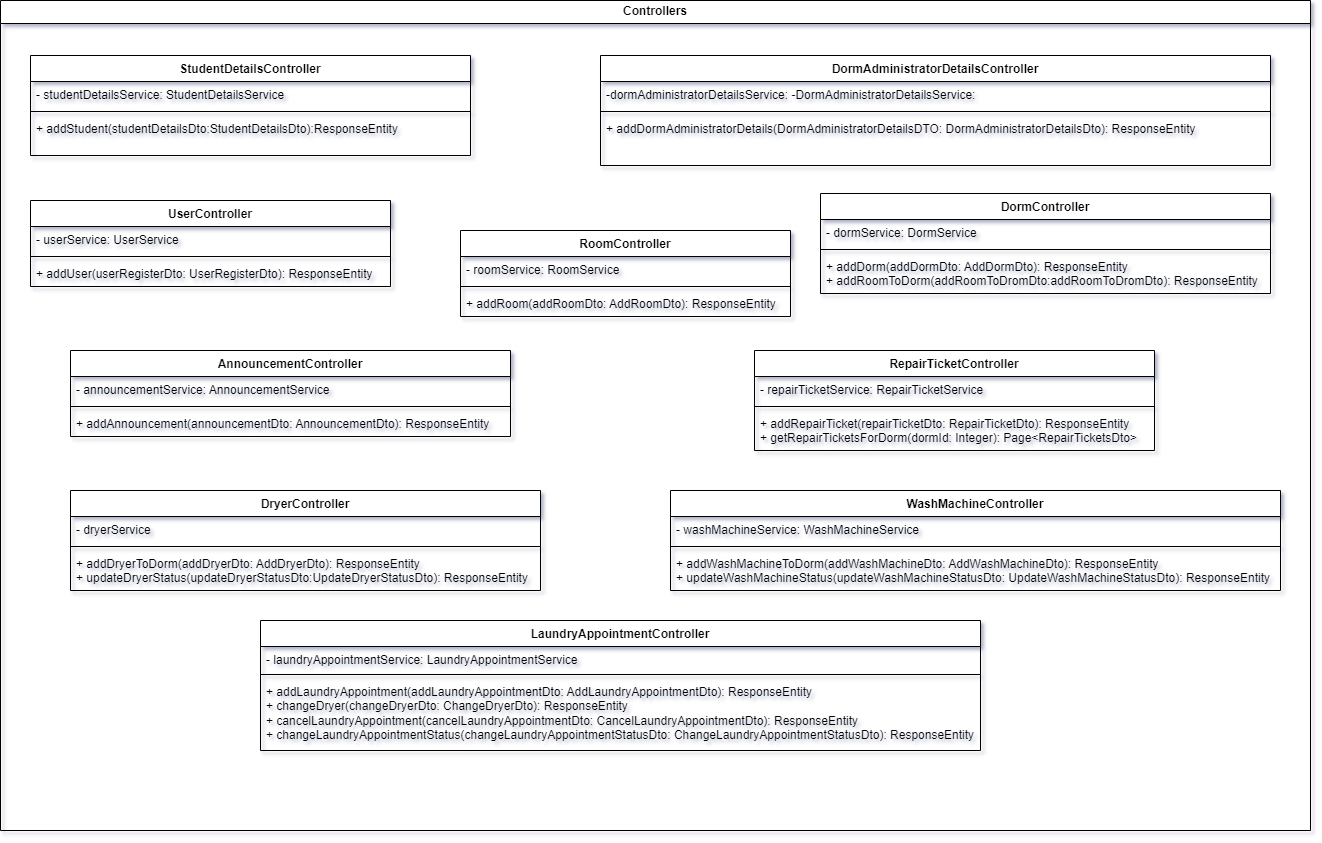 Controllers
StudentDetailsController
- studentDetailsService: StudentDetailsService
+ addStudent(studentDetailsDto:StudentDetailsDto):ResponseEntity
DormAdministratorDetailsController
-dormAdministratorDetailsService: -DormAdministratorDetailsService:
+ addDormAdministratorDetails(DormAdministratorDetailsDTO: DormAdministratorDetailsDto): ResponseEntity
UserController
- userService: UserService
+ addUser(userRegisterDto: UserRegisterDto): ResponseEntity
RoomController
- roomService: RoomService
+ addRoom(addRoomDto: AddRoomDto): ResponseEntity
DormController
- dormService: DormService
+ addDorm(addDormDto: AddDormDto): ResponseEntity
+ addRoomToDorm(addRoomToDromDto:addRoomToDromDto): ResponseEntity
AnnouncementController
- announcementService: AnnouncementService
+ addAnnouncement(announcementDto: AnnouncementDto): ResponseEntity
RepairTicketController
- repairTicketService: RepairTicketService
+ addRepairTicket(repairTicketDto: RepairTicketDto): ResponseEntity
+ getRepairTicketsForDorm(dormId: Integer): Page<RepairTicketsDto>
DryerController
- dryerService
+ addDryerToDorm(addDryerDto: AddDryerDto): ResponseEntity
+ updateDryerStatus(updateDryerStatusDto:UpdateDryerStatusDto): ResponseEntity
WashMachineController
- washMachineService: WashMachineService
+ addWashMachineToDorm(addWashMachineDto: AddWashMachineDto): ResponseEntity
+ updateWashMachineStatus(updateWashMachineStatusDto: UpdateWashMachineStatusDto): ResponseEntity
LaundryAppointmentController
- laundryAppointmentService: LaundryAppointmentService
+ addLaundryAppointment(addLaundryAppointmentDto: AddLaundryAppointmentDto): ResponseEntity
+ changeDryer(changeDryerDto: ChangeDryerDto): ResponseEntity
+ cancelLaundryAppointment(cancelLaundryAppointmentDto: CancelLaundryAppointmentDto): ResponseEntity
+ changeLaundryAppointmentStatus(changeLaundryAppointmentStatusDto: ChangeLaundryAppointmentStatusDto): ResponseEntity